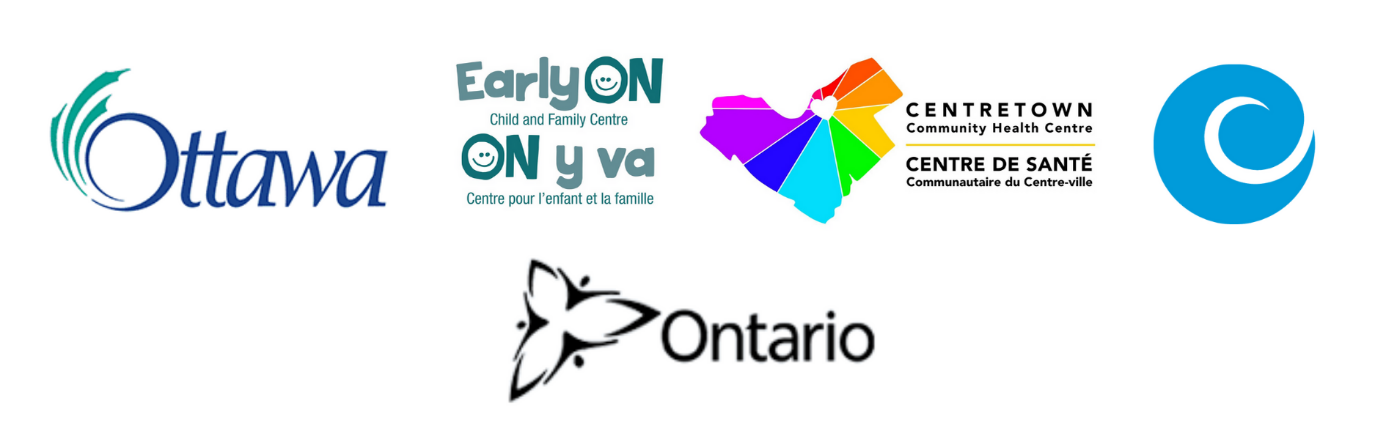 Ottawa
EarlyON
Child and Family Centre
ON y va
Centre pour l'enfant et la famille
CENTRETOWN
Community Health Centre
CENTRE DE SANTÉ
Communautaire du Centre-ville
Ontario